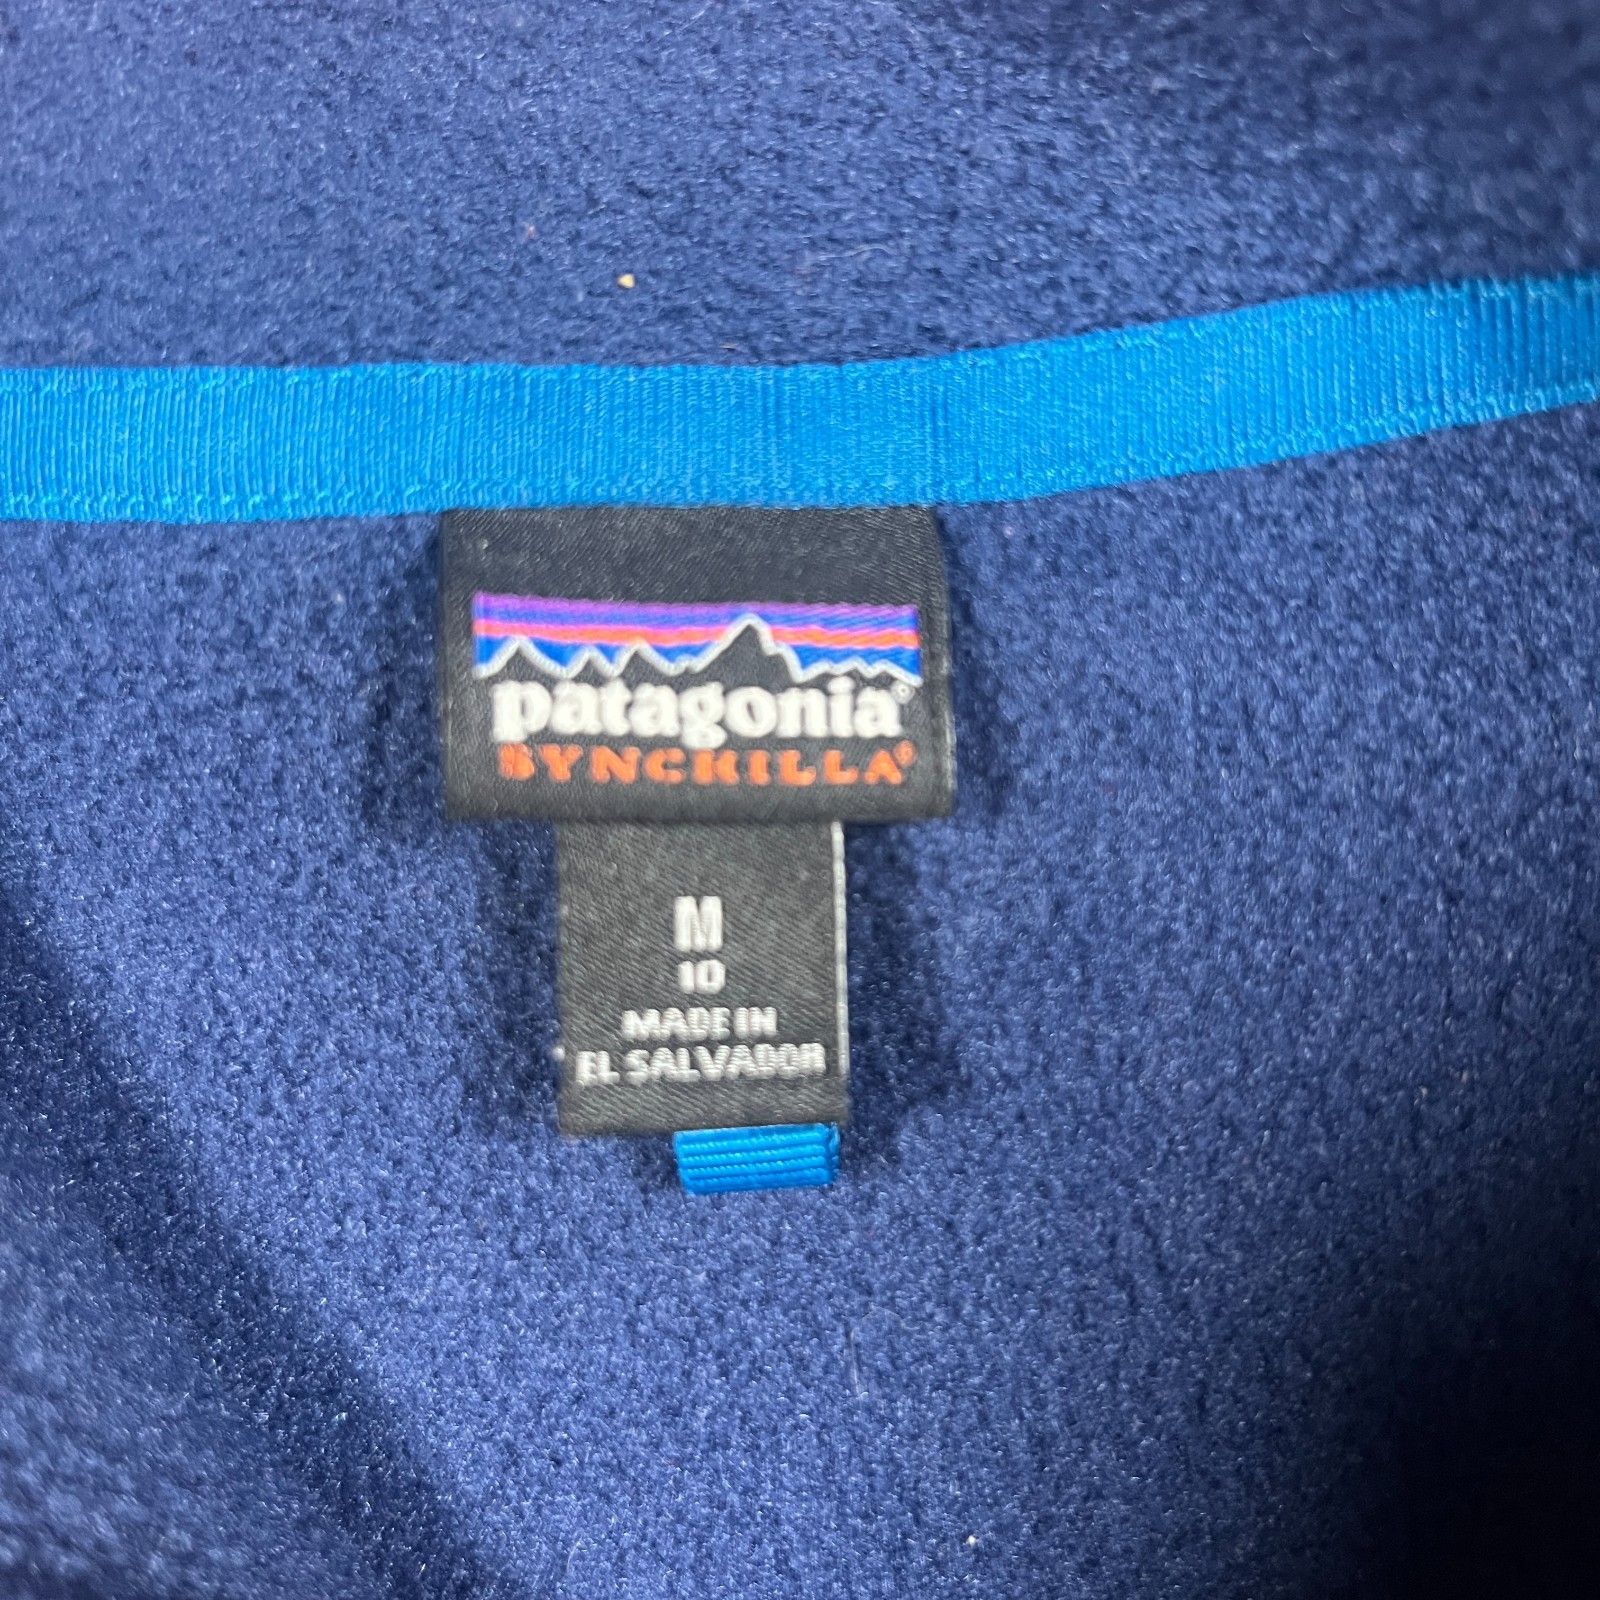 patagonia®
SYNCHILLA®
M
10
MADE IN
EL SALVADOR